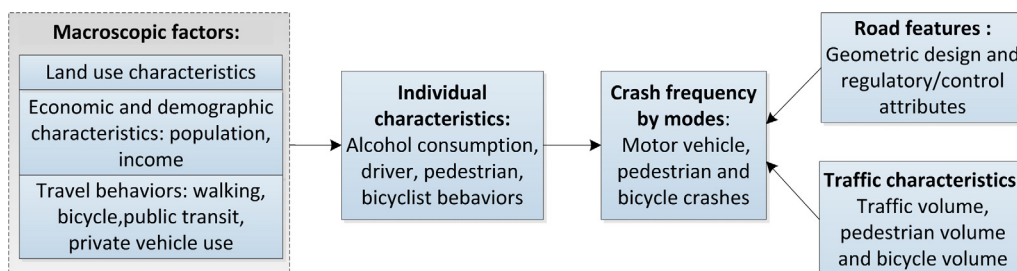 Macroscopic factors:
Land use characteristics
Economic and demographic
characteristics: population,
income
Travel behaviors: walking,
bicycle,public transit,
private vehicle use
Individual
characteristics:
Alcohol consumption,
driver, pedestrian,
bicyclist bebaviors
Crash frequency
by modes:
Motor vehicle,
pedestrian and
bicycle crashes
Road features :
Geometric design and
regulatory/control
attributes
Traffic characteristics
Traffic volume,
pedestrian volume
and bicycle volume